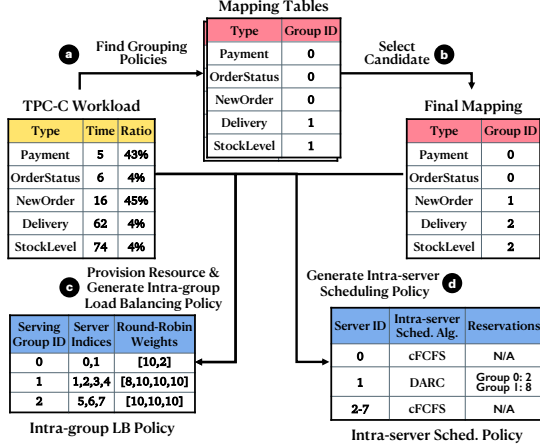 Mapping Tables
Type Group ID
Payment 0
OrderStatus 0
NewOrder 0
Delivery 1
StockLevel 1
a Find Grouping
Policies
Select b
Candidate
TPC-C Workload
Type Time Ratio
Payment 5 43%
OrderStatus 6 4%
NewOrder 16 45%
Delivery 62 4%
StockLevel 74 4%
Final Mapping
Type Group ID
Payment 0
OrderStatus 0
NewOrder 1
Delivery 2
StockLevel 2
c Provision Resource &
Generate Intra-group
Load Balancing Policy
Serving Group ID Server Indices Round-Robin Weights
0 0,1 [10,2]
1 1,2,3,4 [8,10,10,10]
2 5,6,7 [10,10,10]
Intra-group LB Policy
Generate Intra-server d
Scheduling Policy
Server ID Intra-server Sched. Alg. Reservations
0 cFCFS N/A
1 DARC Group 0: 2
Group 1: 8
2-7 cFCFS N/A
Intra-server Sched. Policy